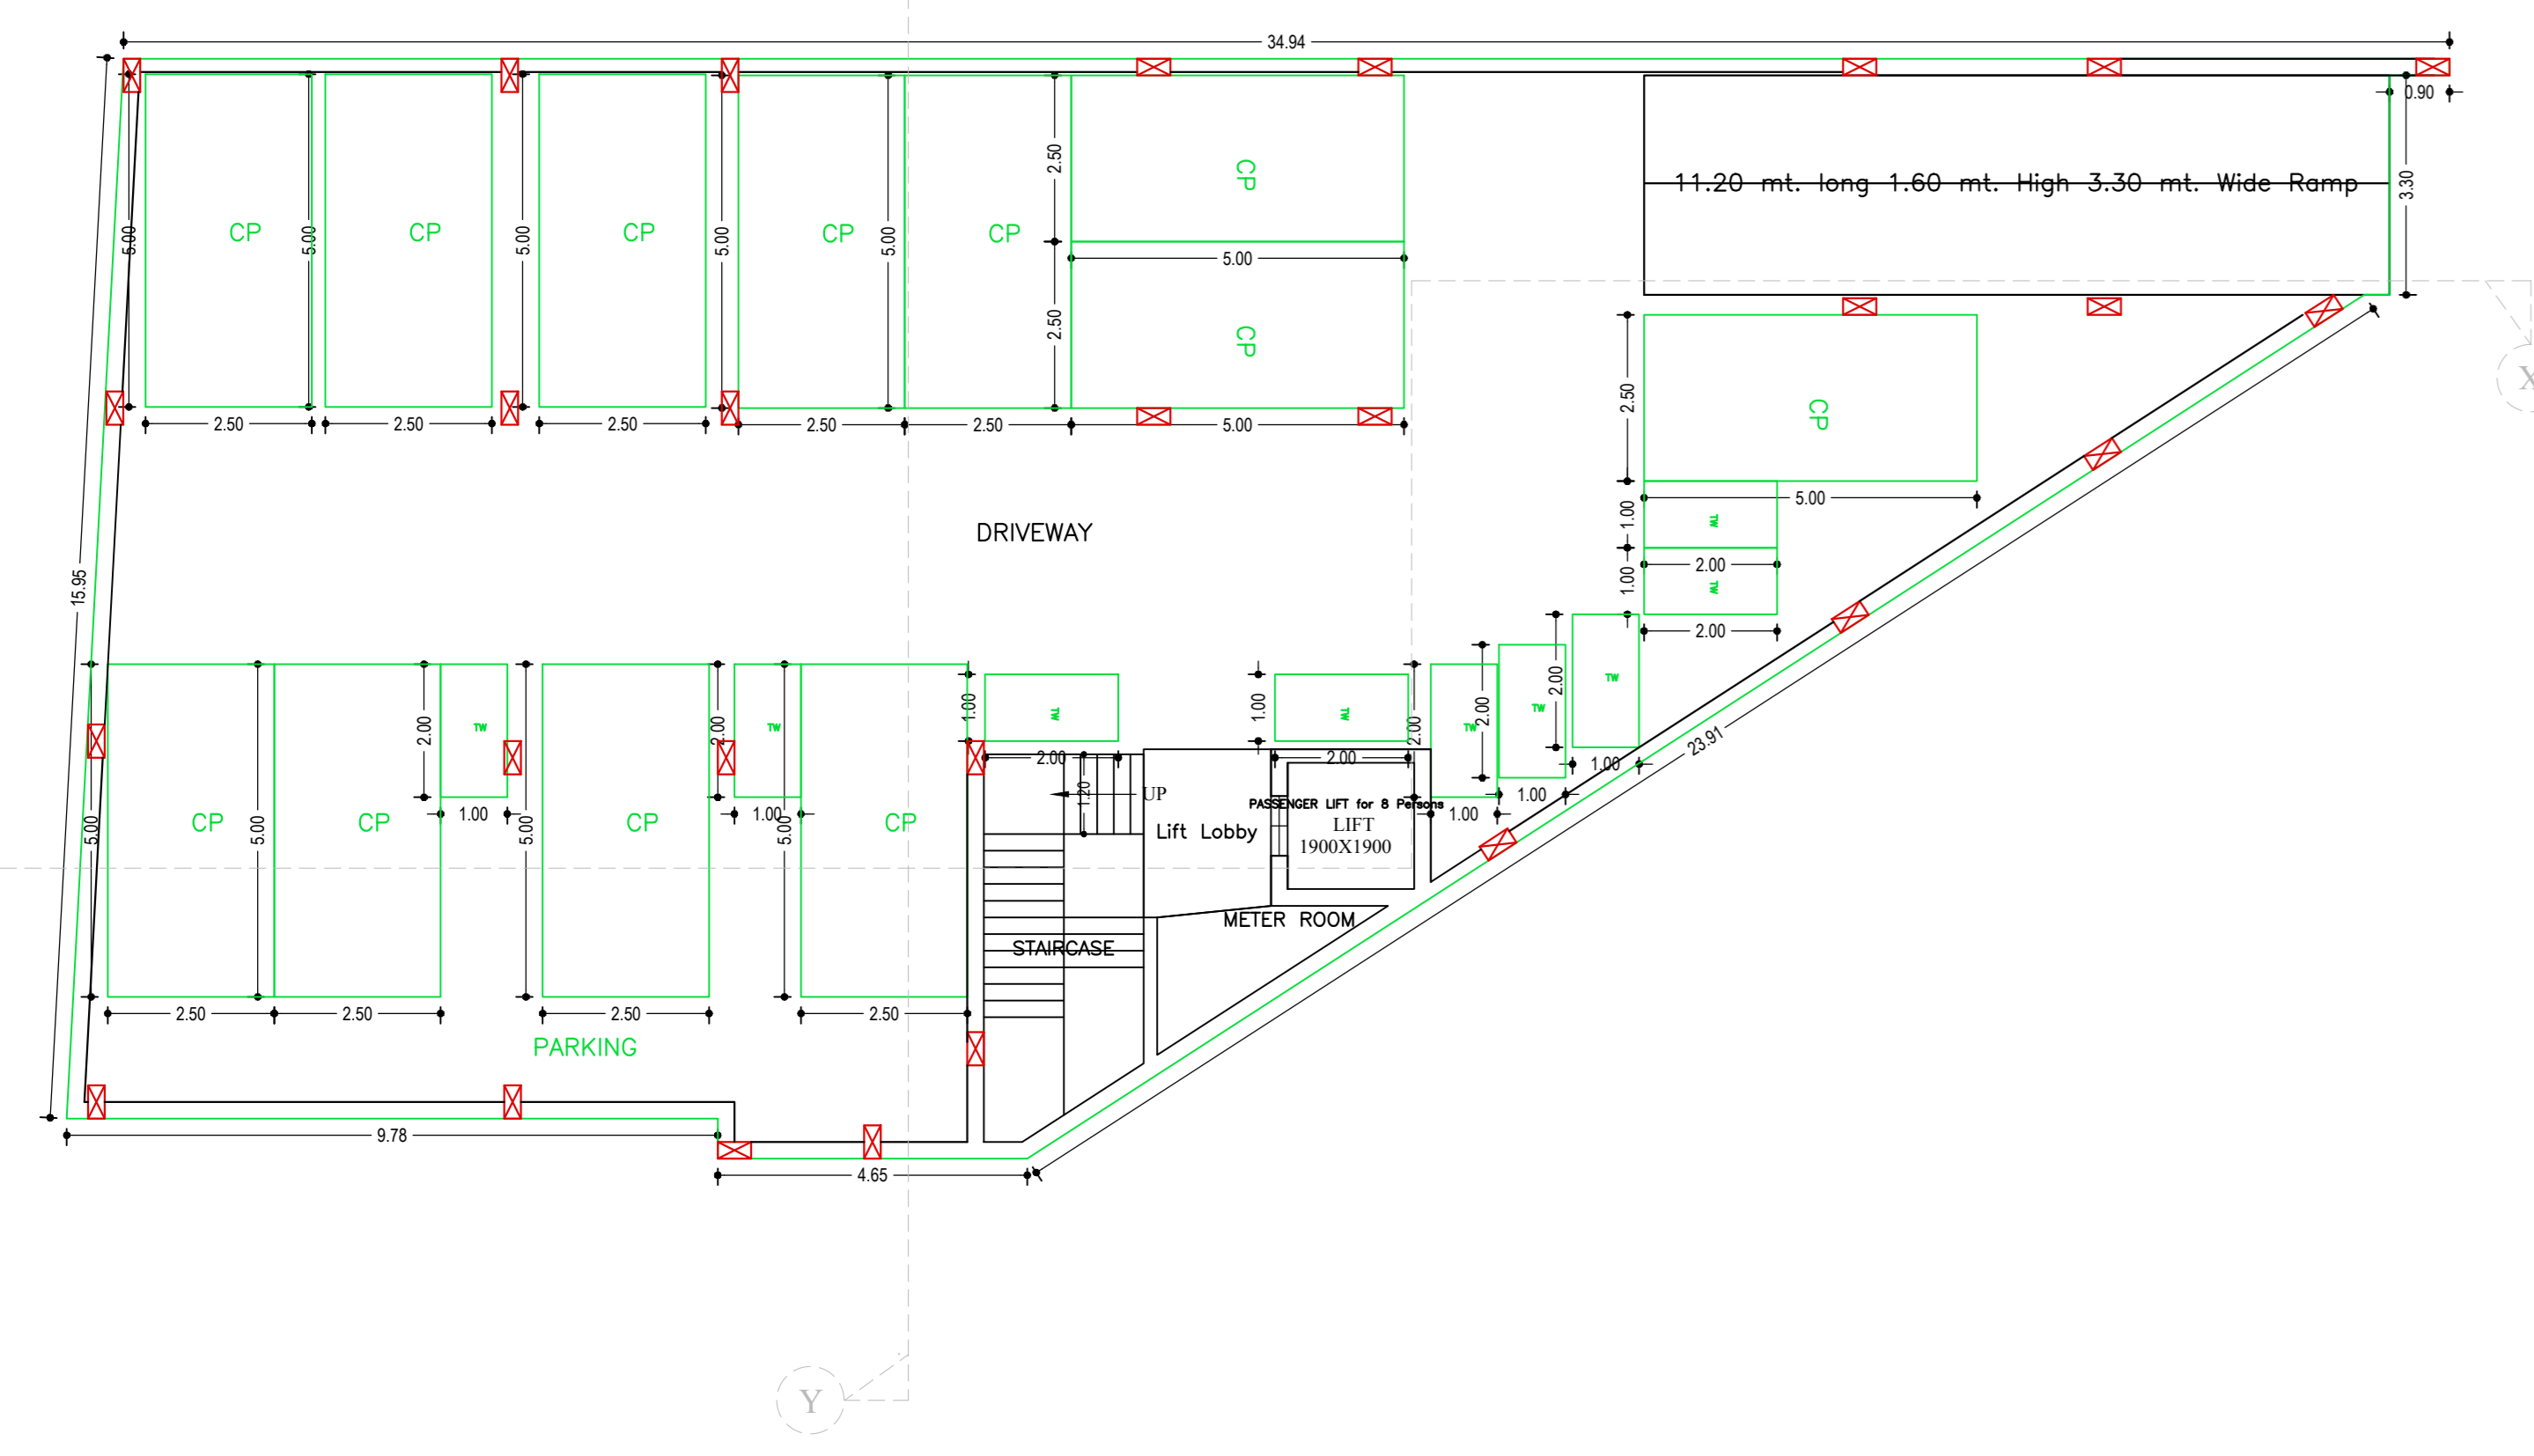 34.94
0.90
2.50
CP
11.20 mt. long 1.60 mt. High 3.30 mt. Wide Ramp
3.30
5.00
CP
5.00
CP
5.00
CP
5.00
CP
5.00
CP
5.00
2.50
CP
X
2.50
CP
2.50
2.50
2.50
2.50
2.50
5.00
5.00
1.00
TW
DRIVEWAY
15.95
1.00
TW
2.00
2.00
2.00
TW
2.00
TW
2.00
TW
1.00
TW
1.00
TW
2.00
TW
2.00
TW
23.91
2.00
2.00
1.00
1.00
1.00
1.20
UP
PASSENGER LIFT for 8 Persons
LIFT
1900X1900
Lift Lobby
1.00
1.00
5.00
CP
5.00
CP
5.00
CP
5.00
CP
METER ROOM
STAIRCASE
2.50
2.50
2.50
2.50
PARKING
9.78
4.65
Y